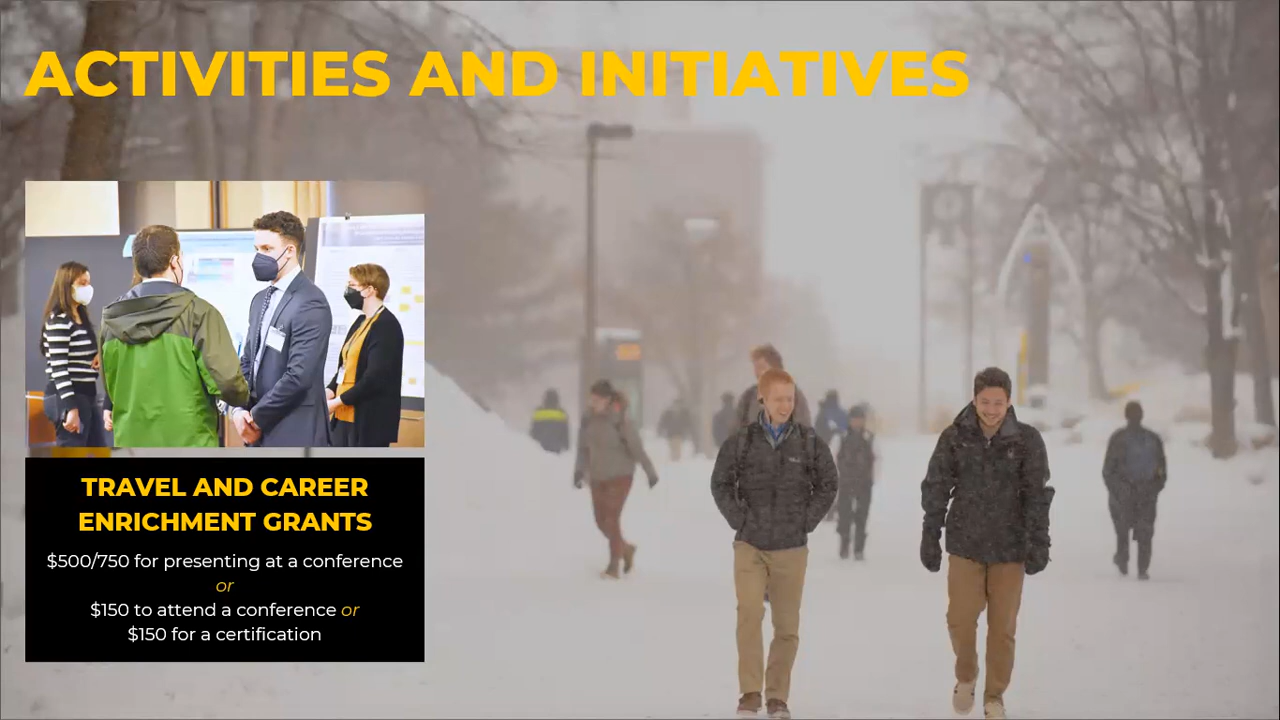 ACTIVITIES AND INITIATIVES
TRAVEL AND CAREER
ENRICHMENT GRANTS
$500/750 for presenting at a conference
or
$150 to attend a conference or
$150 for a certification